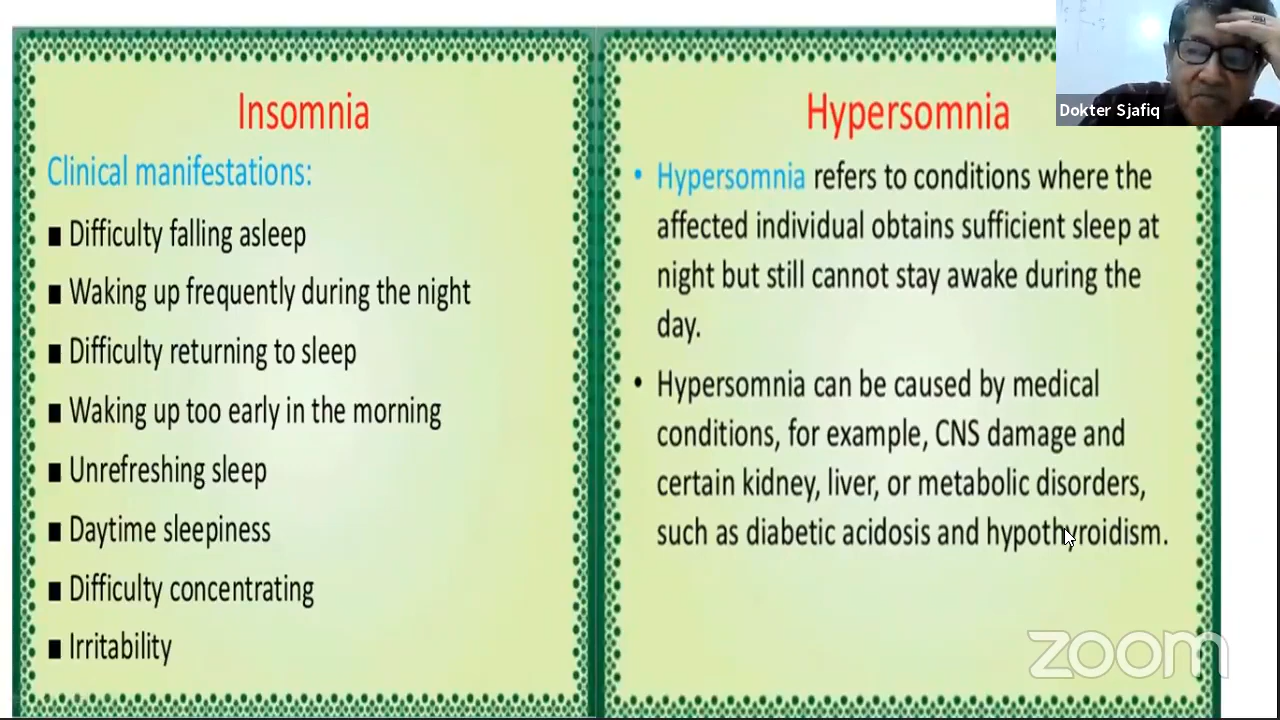 Insomnia
Clinical manifestations:
■ Difficulty falling asleep
■ Waking up frequently during the night
■ Difficulty returning to sleep
■ Waking up too early in the morning
■ Unrefreshing sleep
■ Daytime sleepiness
■ Difficulty concentrating
■ Irritability
Hypersomnia
• Hypersomnia refers to conditions where the
affected individual obtains sufficient sleep at
night but still cannot stay awake during the
day.
• Hypersomnia can be caused by medical
conditions, for example, CNS damage and
certain kidney, liver, or metabolic disorders,
such as diabetic acidosis and hypothyroidism.
Dokter Sjafiq
zoom